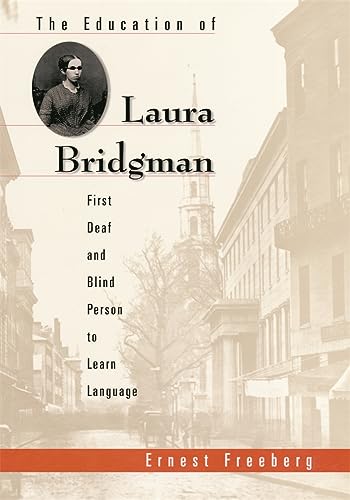 The Education of
Laura
Bridgman
First
Deaf
and
Blind
Person
to
Learn
Language
Ernest Freeberg